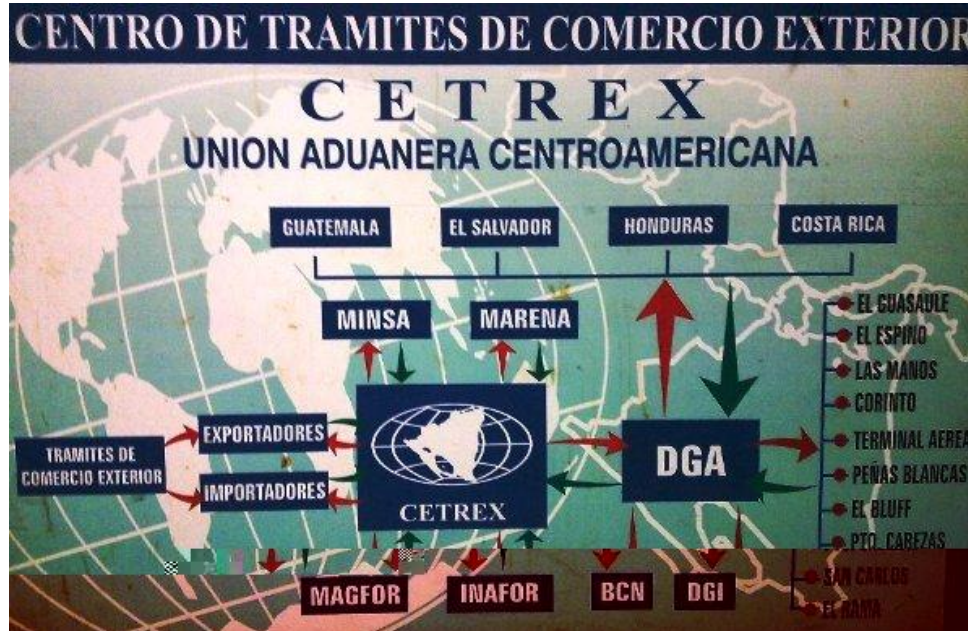 CENTRO DE TRAMITES DE COMERCIO EXTERIOR
CETREX
UNION ADUANERA CENTROAMERICANA
GUATEMALA
EL SALVADOR
HONDURAS
COSTA RICA
MINSA
MARENA
TRAMITES DE
COMERCIO EXTERIOR
EXPORTADORES
IMPORTADORES
CETREX
DGA
EL GUASAULE
EL ESPINO
LAS MANOS
CORINTO
TERMINAL AEREA
PEÑAS BLANCAS
EL BLUFF
PTO. CABEZAS
SAN CARLOS
EL RAMA
MAGFOR
INAFOR
BCN
DGI